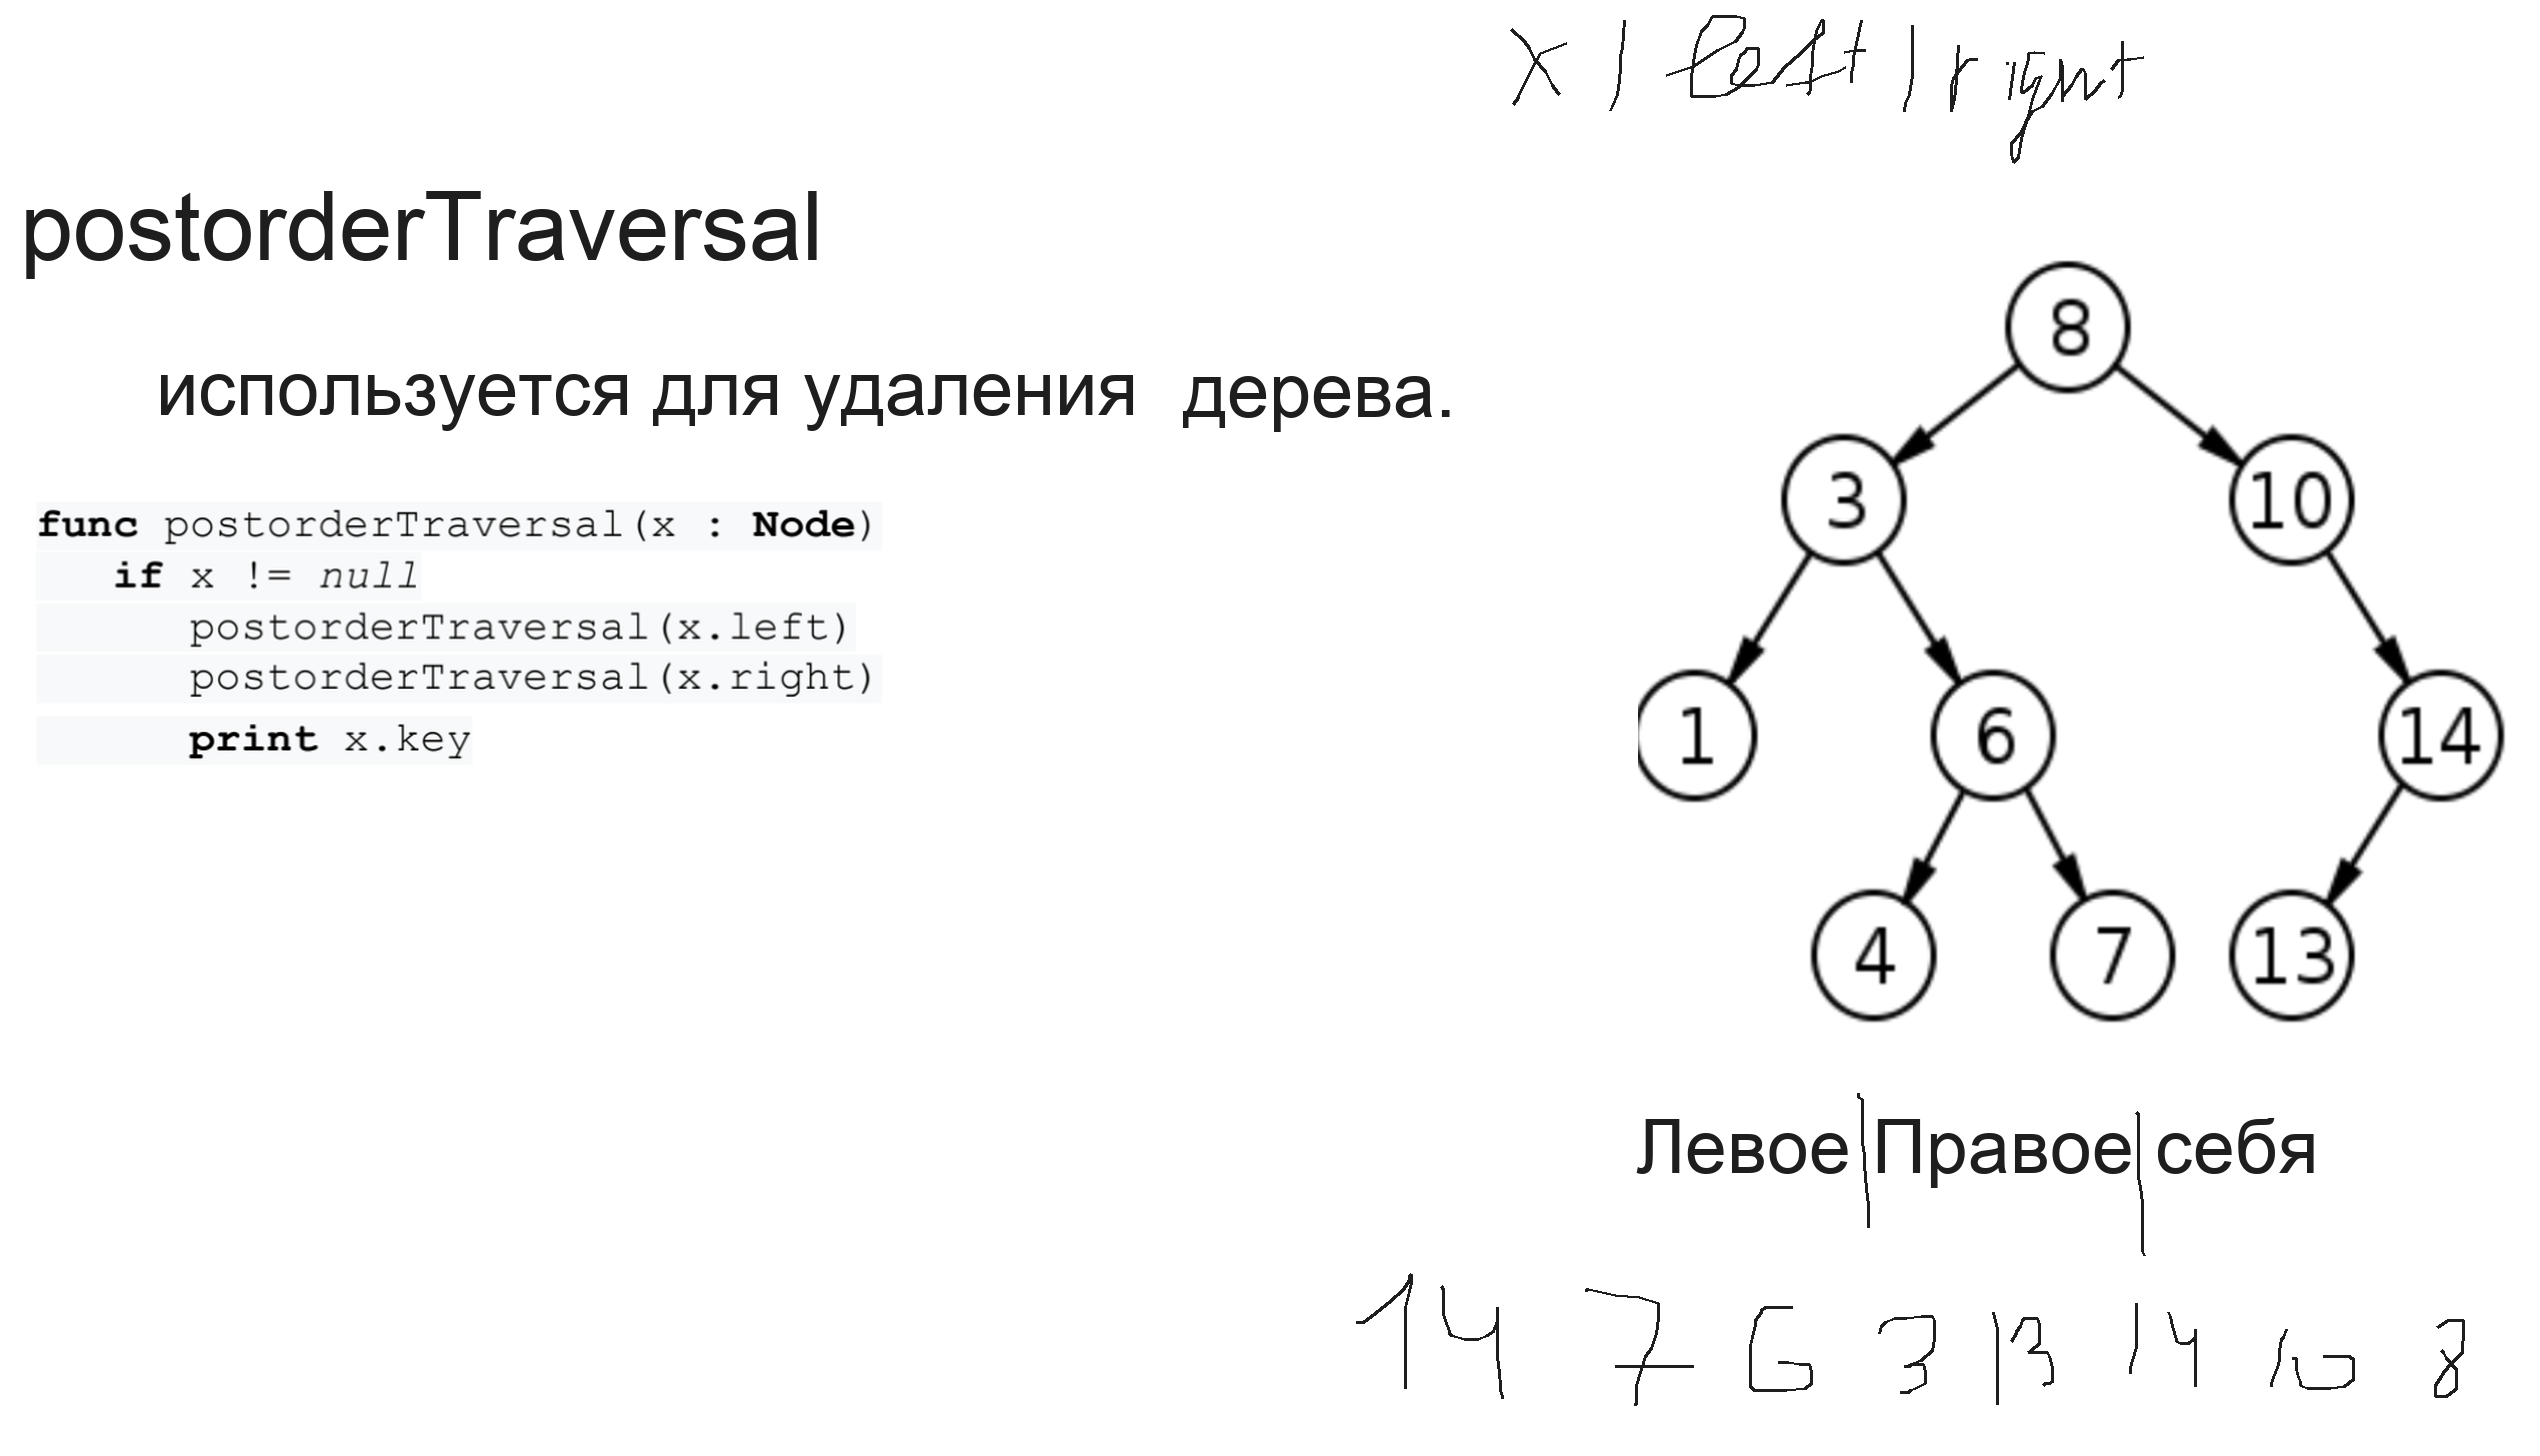 x | left | right
postorderTraversal
используется для удаления дерева.
func postorderTraversal(x : Node)
if x != null
postorderTraversal(x.left)
postorderTraversal(x.right)
print x.key
8
3 10
1 6 14
4 7 13
Левое|Правое|себя
1 4 7 6 3 13 14 10 8